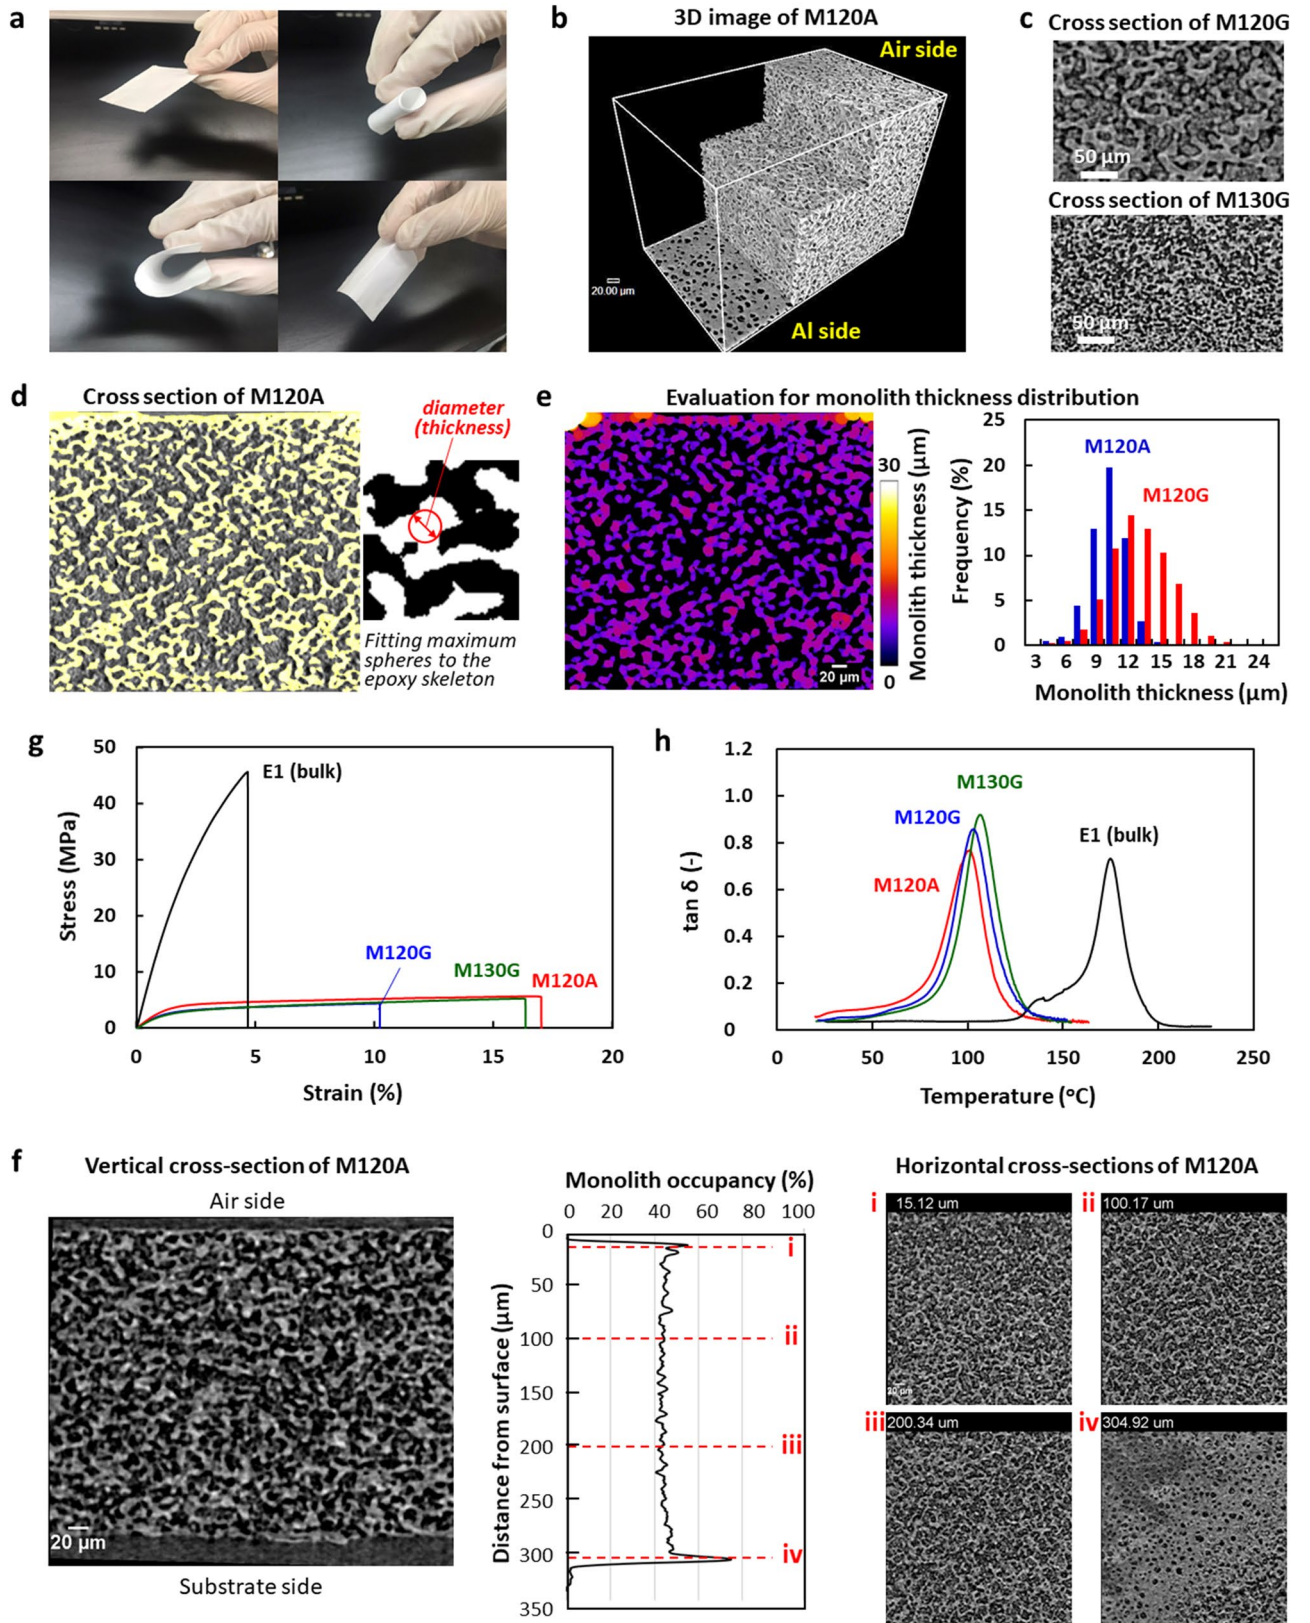 a
b
3D image of M120A
Air side
20.00 µm
Al side
c
Cross section of M120G
50 µm
Cross section of M130G
50 µm
d
Cross section of M120A
diameter
(thickness)
Fitting maximum
spheres to the
epoxy skeleton
e
Evaluation for monolith thickness distribution
20 µm
30
0
Monolith thickness (µm)
Frequency (%)
25
20
15
10
5
0
M120A
M120G
3 6 9 12 15 18 21 24
Monolith thickness (µm)
g
Stress (MPa)
50
40
30
20
10
0
E1 (bulk)
M120G
M130G
M120A
0 5 10 15 20
Strain (%)
h
tan δ (-)
1.2
1.0
0.8
0.6
0.4
0.2
0
M130G
M120G
M120A
E1 (bulk)
0 50 100 150 200 250
Temperature (°C)
f
Vertical cross-section of M120A
Air side
20 µm
Substrate side
Monolith occupancy (%)
0 20 40 60 80 100
Distance from surface (µm)
0
50
100
150
200
250
300
350
i
ii
iii
iv
Horizontal cross-sections of M120A
i
15.12 um
20 µm
ii
100.17 um
iii
200.34 um
iv
304.92 um